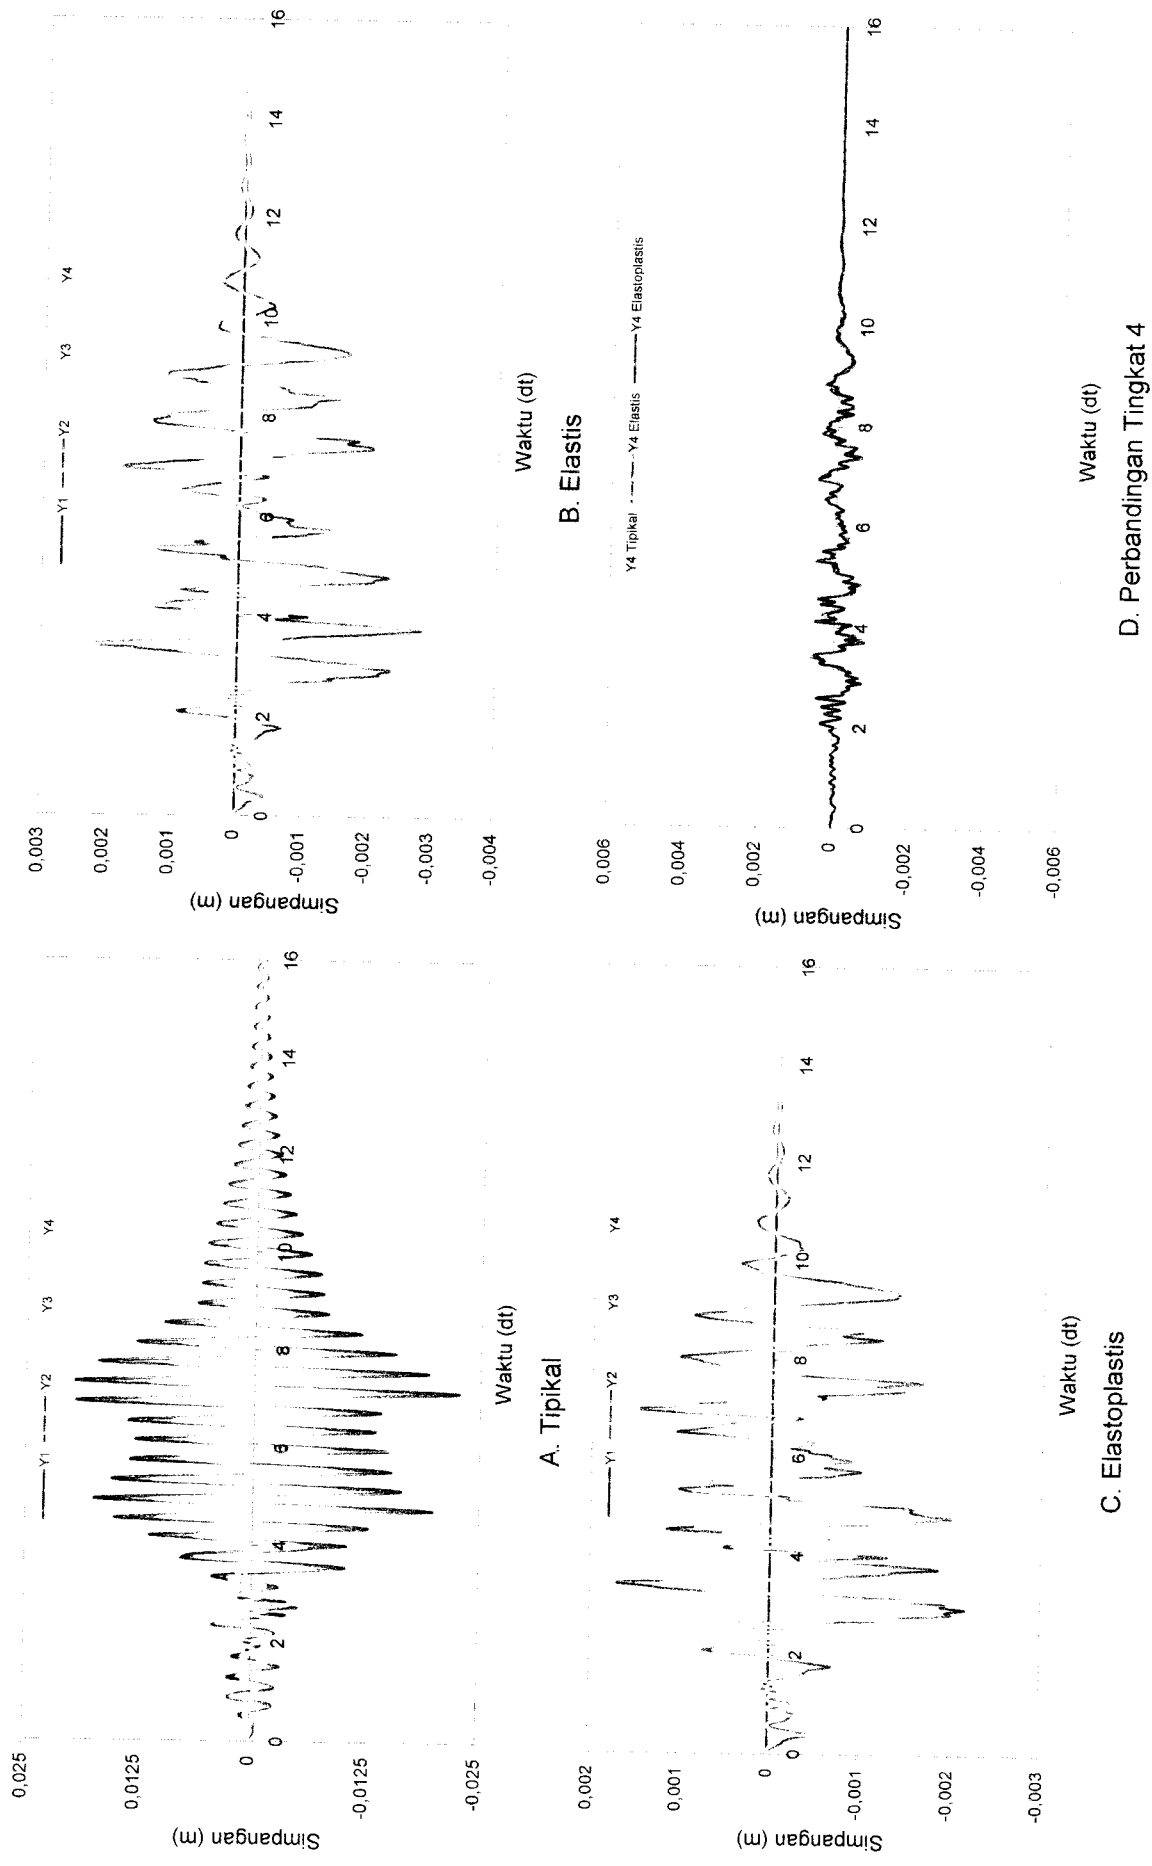 Y1 Y2 Y3 Y4
0,025
0,0125
0
-0,0125
-0,025
Simpangan (m)
0 2 4 6 8 10 12 14 16
Waktu (dt)
A. Tipikal
Y1 Y2 Y3 Y4
0,003
0,002
0,001
0
-0,001
-0,002
-0,003
-0,004
Simpangan (m)
0 2 4 6 8 10 12 14 16
Waktu (dt)
B. Elastis
Y1 Y2 Y3 Y4
0,002
0,001
0
-0,001
-0,002
-0,003
Simpangan (m)
0 2 4 6 8 10 12 14 16
Waktu (dt)
C. Elastoplastis
Y4 Tipikal Y4 Elastis Y4 Elastoplastis
0,006
0,004
0,002
0
-0,002
-0,004
-0,006
Simpangan (m)
0 2 4 6 8 10 12 14 16
Waktu (dt)
D. Perbandingan Tingkat 4